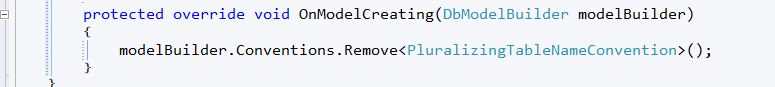 protected override void OnModelCreating(DbModelBuilder modelBuilder)
{
modelBuilder.Conventions.Remove<PluralizingTableNameConvention>();
}
}